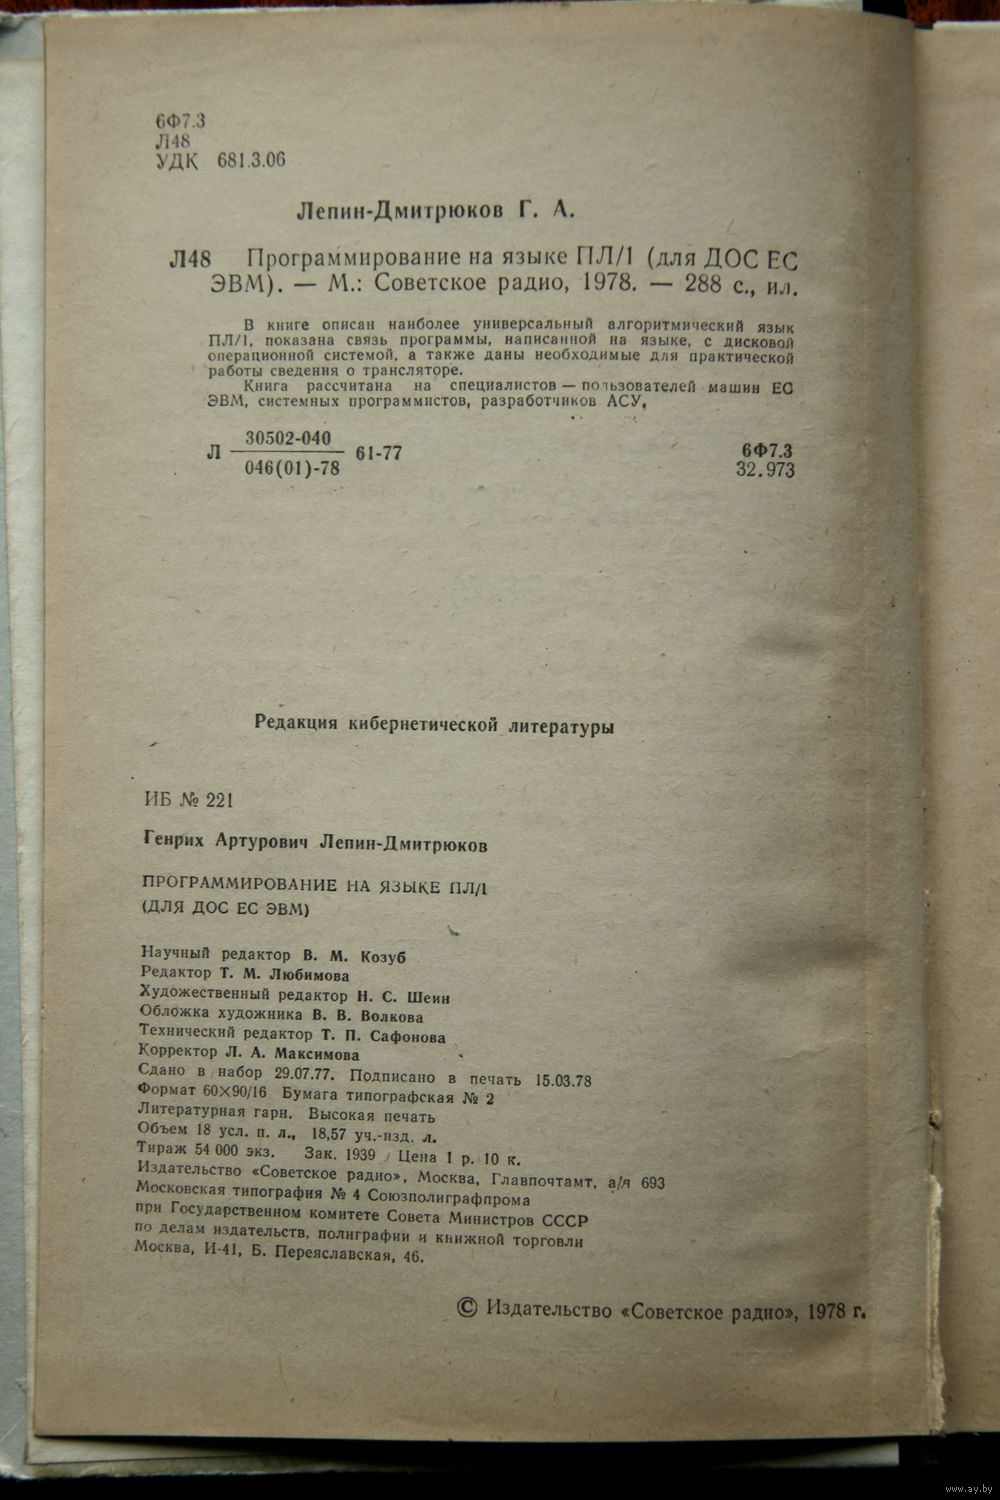 6Ф7.3
Л48
УДК 681.3.06
Лепин-Дмитрюков Г. А.
Л48 Программирование на языке ПЛ/1 (для ДОС ЕС
ЭВМ). — М.: Советское радио, 1978. — 288 с., ил.
В книге описан наиболее универсальный алгоритмический язык
ПЛ/1, показана связь программы, написанной на языке, с дисковой
операционной системой, а также даны необходимые для практической
работы сведения о трансляторе.
Книга рассчитана на специалистов — пользователей машин ЕС
ЭВМ, системных программистов, разработчиков АСУ.
30502-040
Л 61-77
046(01)-78
6Ф7.3
32.973
Редакция кибернетической литературы
ИБ № 221
Генрих Артурович Лепин-Дмитрюков
ПРОГРАММИРОВАНИЕ НА ЯЗЫКЕ ПЛ/1
(ДЛЯ ДОС ЕС ЭВМ)
Научный редактор В. М. Козуб
Редактор Т. М. Любимова
Художественный редактор Н. С. Шеин
Обложка художника В. В. Волкова
Технический редактор Т. П. Сафонова
Корректор Л. А. Максимова
Сдано в набор 29.07.77. Подписано в печать 15.03.78
Формат 60×90/16 Бумага типографская № 2
Литературная гарн. Высокая печать
Объем 18 усл. п. л., 18,57 уч.-изд. л.
Тираж 54 000 экз. Зак. 1939 Цена 1 р. 10 к.
Издательство «Советское радио», Москва, Главпочтамт, а/я 693
Московская типография № 4 Союзполиграфпрома
при Государственном комитете Совета Министров СССР
по делам издательств, полиграфии и книжной торговли
Москва, И-41, Б. Переяславская, 46.
© Издательство «Советское радио», 1978 г.
www.ay.by